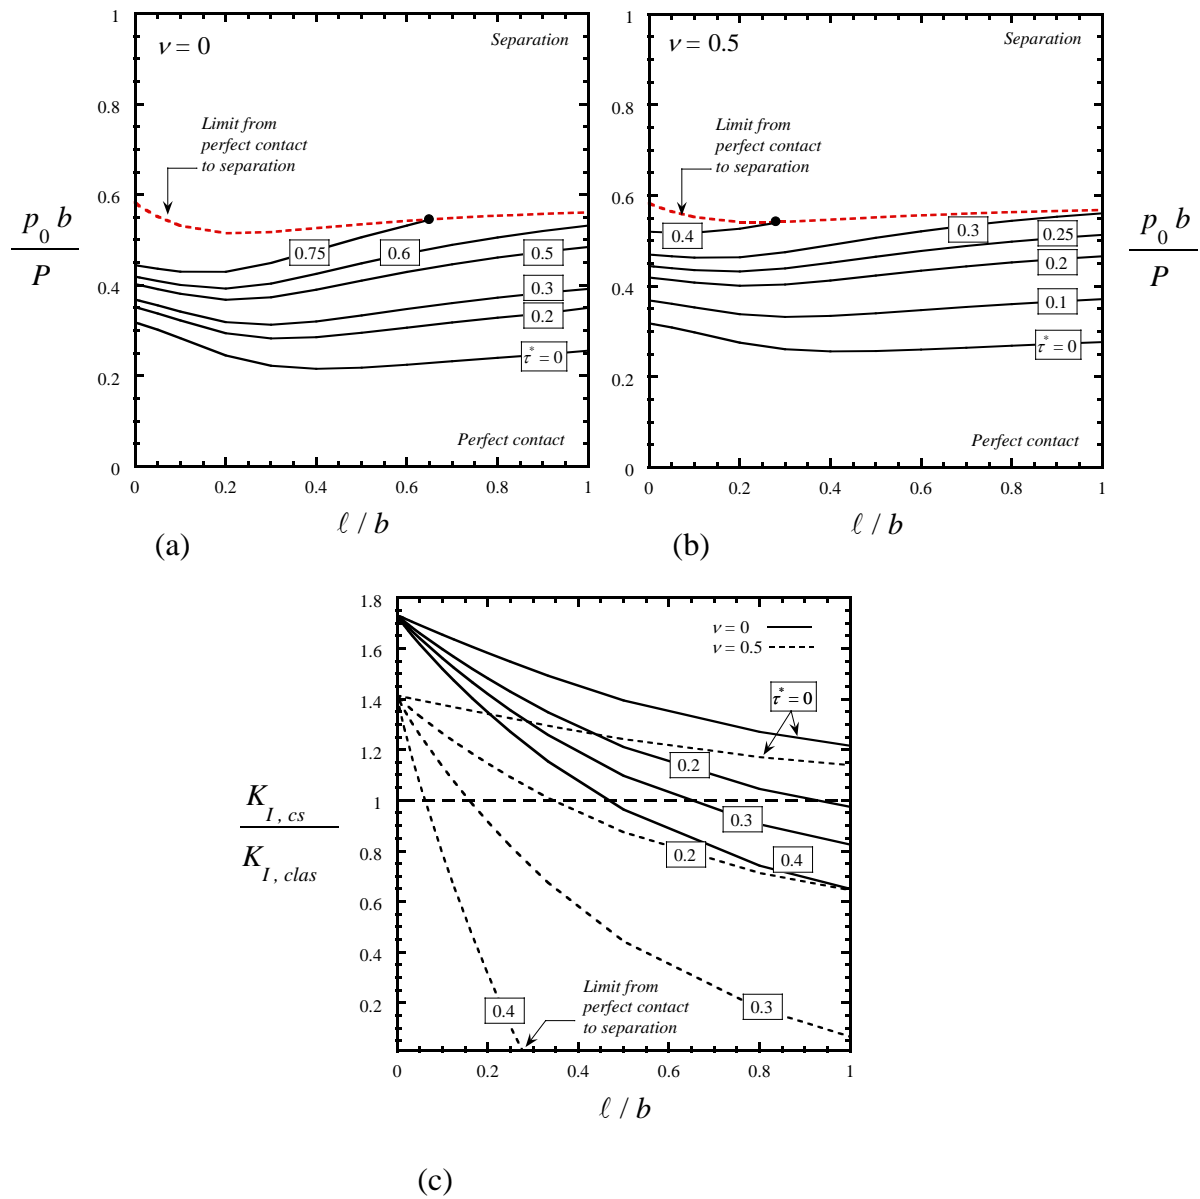 1
ν = 0
Separation
0.8
Limit from
perfect contact
to separation
0.6
p₀ b
P
0.75
0.6
0.5
0.4
0.3
0.2
0.2
τ* = 0
Perfect contact
0
0
0.2
0.4
0.6
0.8
1
ℓ / b
(a)
1
ν = 0.5
Separation
0.8
Limit from
perfect contact
to separation
0.6
0.4
0.3
0.25
0.2
p₀ b
P
0.4
0.1
τ* = 0
0.2
Perfect contact
0
0
0.2
0.4
0.6
0.8
1
ℓ / b
(b)
1.8
ν = 0
ν = 0.5
1.6
τ* = 0
1.4
1.2
0.2
1
K I, cs
K I, clas
0.3
0.2
0.4
0.8
0.6
0.4
Limit from
perfect contact
to separation
0.4
0.3
0.2
0
0.2
0.4
0.6
0.8
1
ℓ / b
(c)